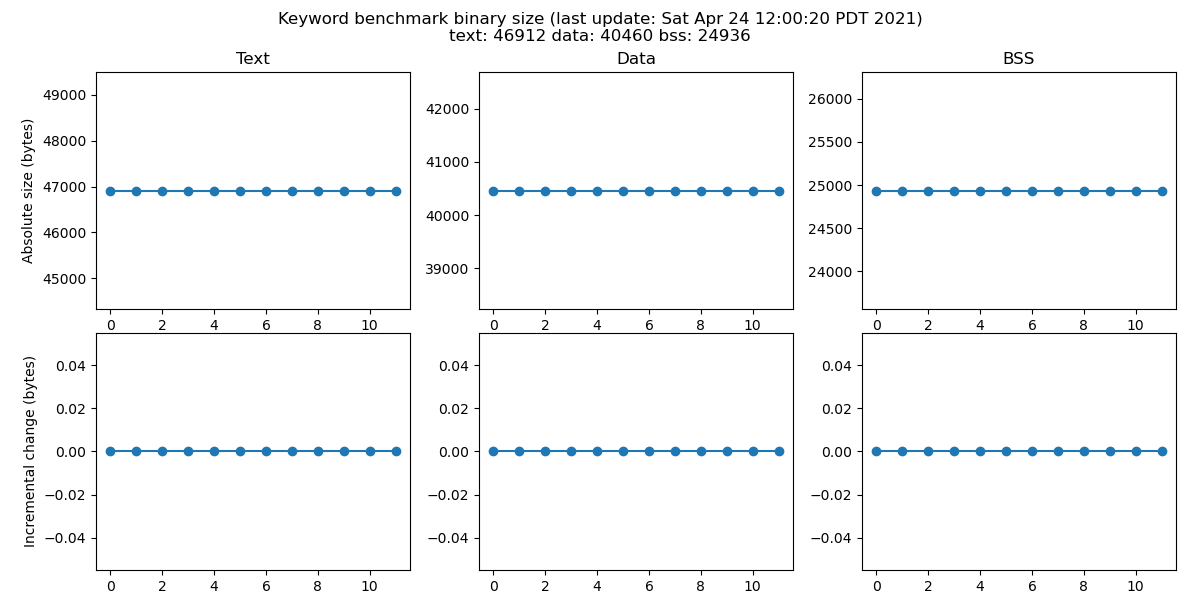 Keyword benchmark binary size (last update: Sat Apr 24 12:00:20 PDT 2021)
text: 46912 data: 40460 bss: 24936
Text
Data
BSS
Absolute size (bytes)
49000
48000
47000
46000
45000
0 2 4 6 8 10
42000
41000
40000
39000
0 2 4 6 8 10
26000
25500
25000
24500
24000
0 2 4 6 8 10
Incremental change (bytes)
0.04
0.02
0.00
−0.02
−0.04
0 2 4 6 8 10
0.04
0.02
0.00
−0.02
−0.04
0 2 4 6 8 10
0.04
0.02
0.00
−0.02
−0.04
0 2 4 6 8 10